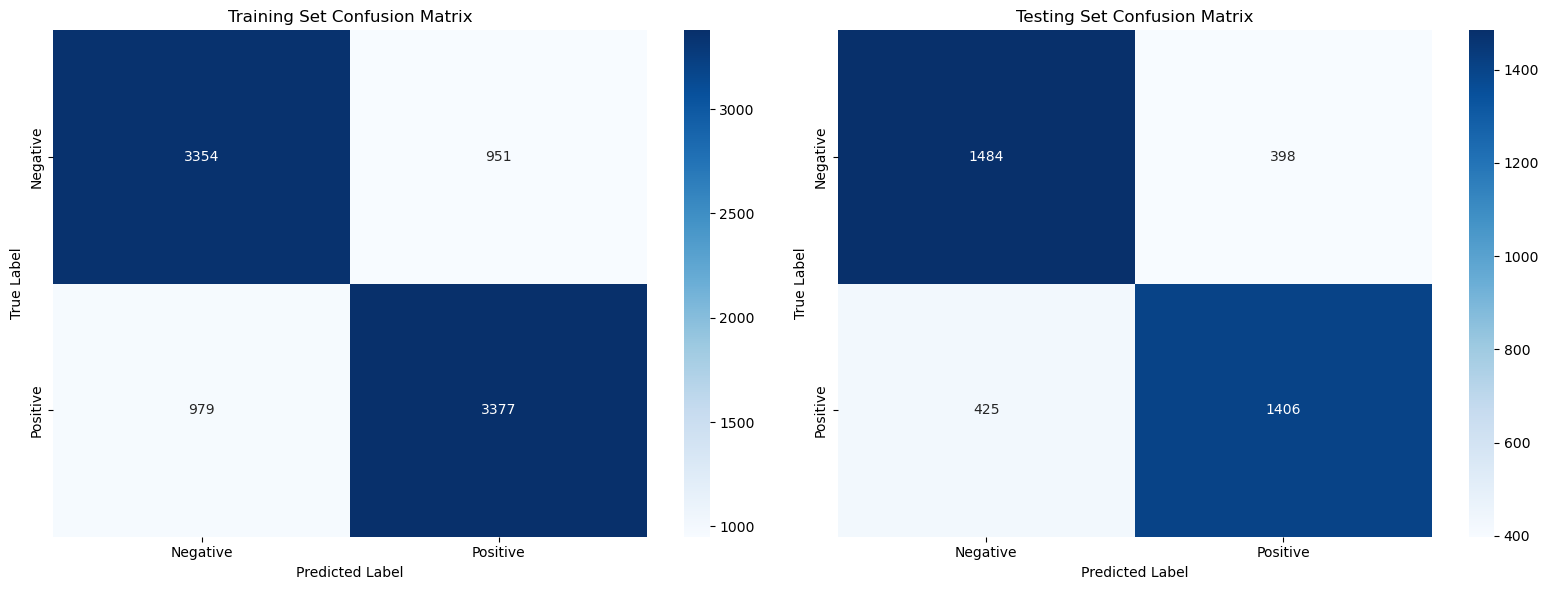 Training Set Confusion Matrix
Negative
Positive
True Label
3354
951
979
3377
Negative
Positive
Predicted Label
3000
2500
2000
1500
1000
Testing Set Confusion Matrix
Negative
Positive
True Label
1484
398
425
1406
Negative
Positive
Predicted Label
1400
1200
1000
800
600
400